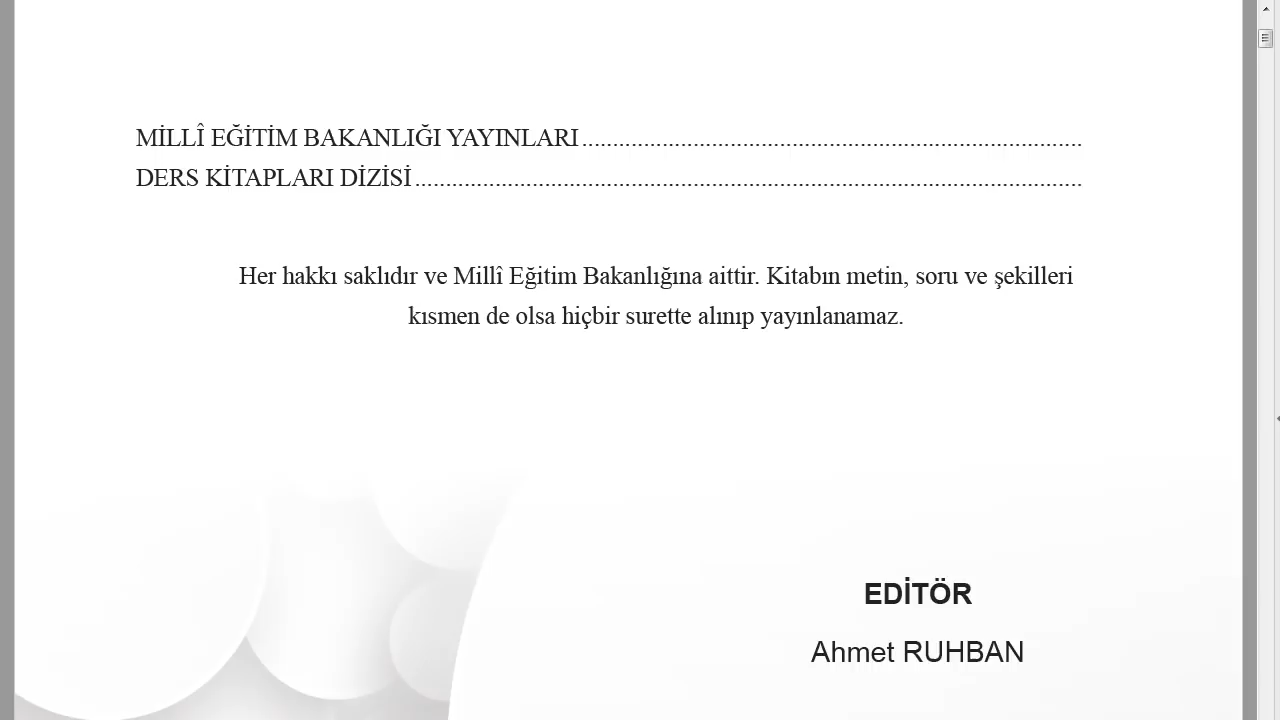 MİLLÎ EĞİTİM BAKANLIĞI YAYINLARI................................................................................
DERS KİTAPLARI DİZİSİ...........................................................................................................
Her hakkı saklıdır ve Millî Eğitim Bakanlığına aittir. Kitabın metin, soru ve şekilleri
kısmen de olsa hiçbir surette alınıp yayınlanamaz.
EDİTÖR
Ahmet RUHBAN